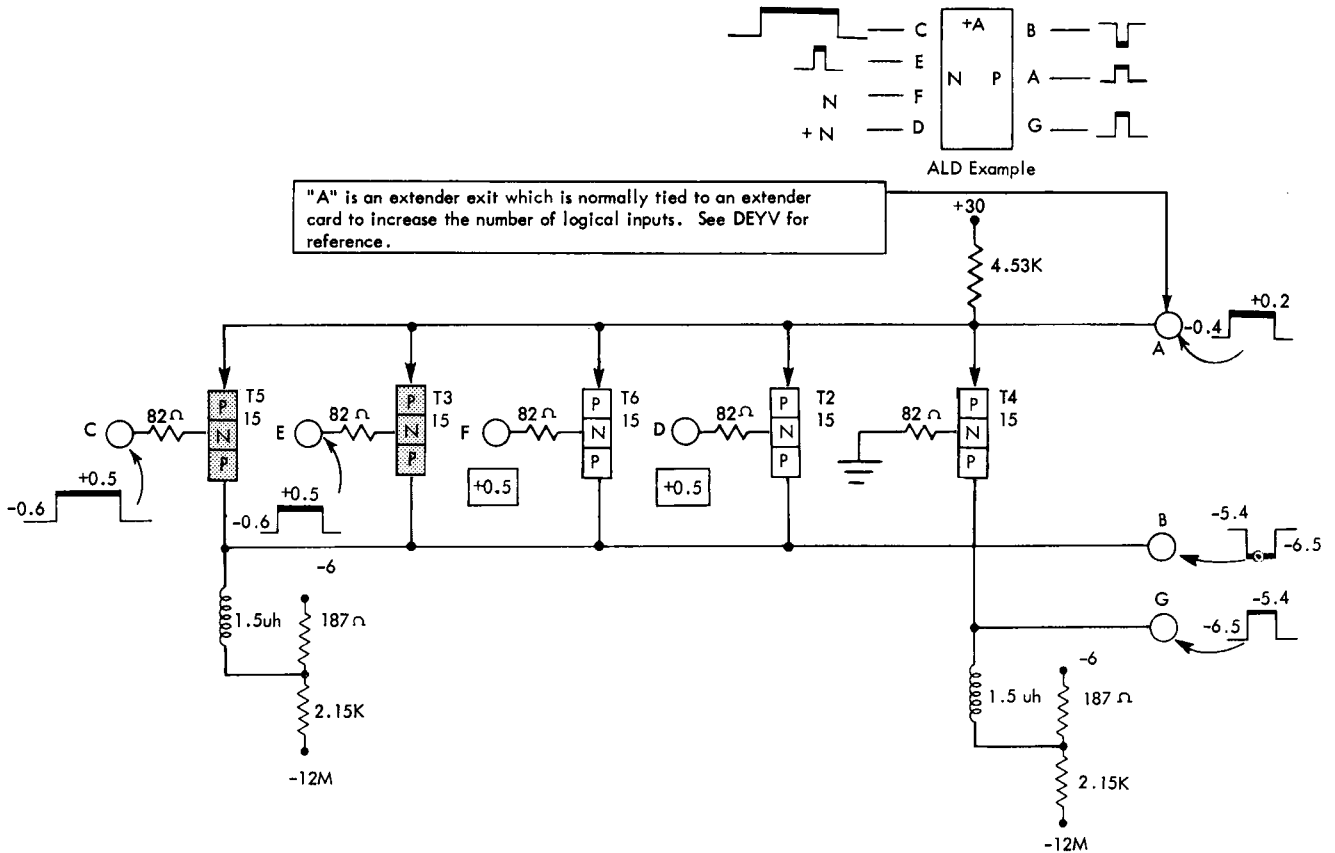 C +A B
E
N P A
N F
+ N D G
ALD Example
"A" is an extender exit which is normally tied to an extender
card to increase the number of logical inputs. See DEYV for
reference.
+30
4.53K
+0.2
-0.4
A
P N P T5 15
P N P T3 15
P N P T6 15
P N P T2 15
P N P T4 15
C 82Ω
E 82Ω
F 82Ω
D 82Ω
82Ω
+0.5
-0.6
+0.5
-0.6
+0.5
+0.5
B
-5.4
-6.5
-6
1.5uh
187Ω
2.15K
-12M
G
-5.4
-6.5
-6
1.5 uh
187 Ω
2.15K
-12M